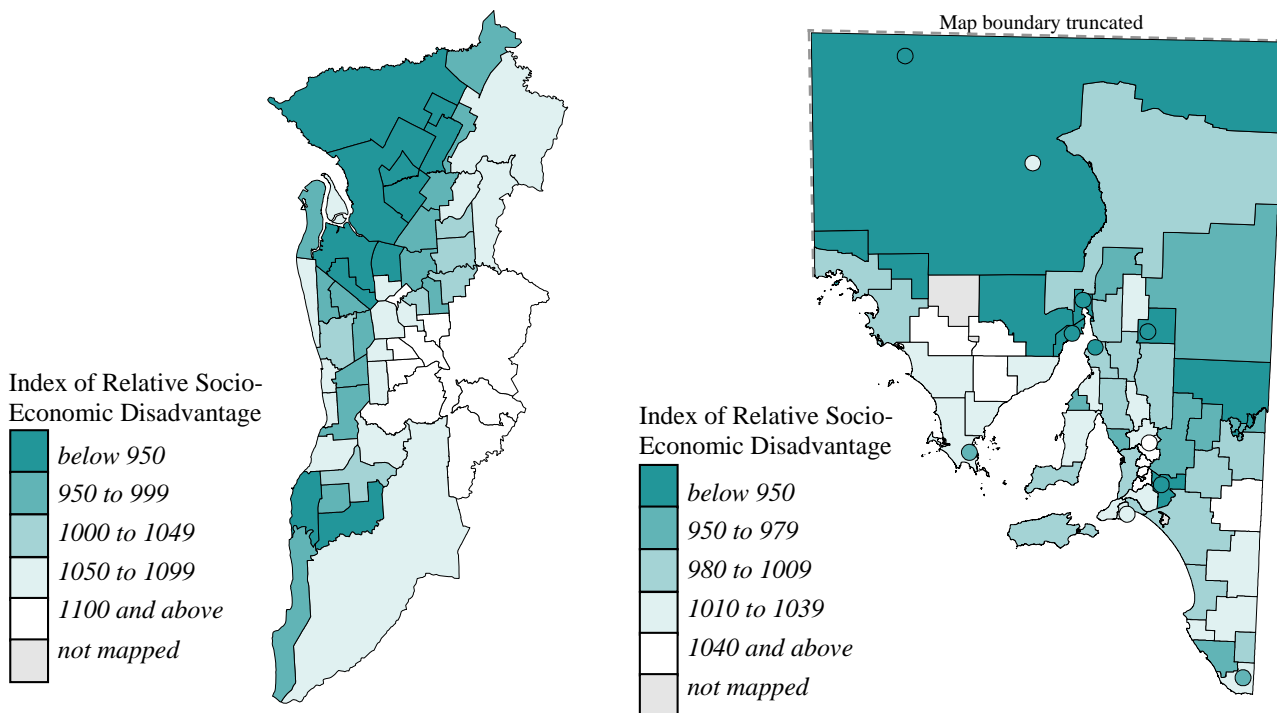 Map boundary truncated
Index of Relative Socio-
Economic Disadvantage
below 950
950 to 999
1000 to 1049
1050 to 1099
1100 and above
not mapped
Index of Relative Socio-
Economic Disadvantage
below 950
950 to 979
980 to 1009
1010 to 1039
1040 and above
not mapped